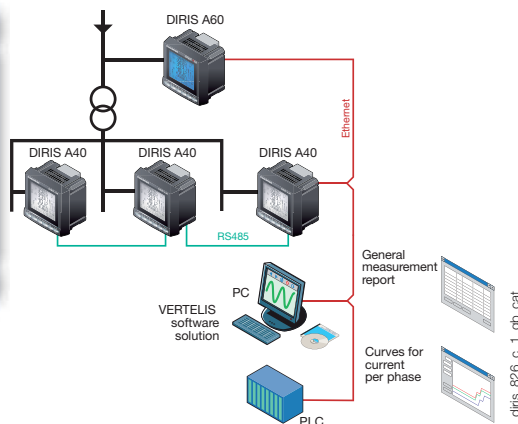 DIRIS A60
Ethernet
DIRIS A40
DIRIS A40
DIRIS A40
RS485
General
measurement
report
PC
VERTELIS
software
solution
Curves for
current
per phase
PLC
diris_826_c_1_gb_cat